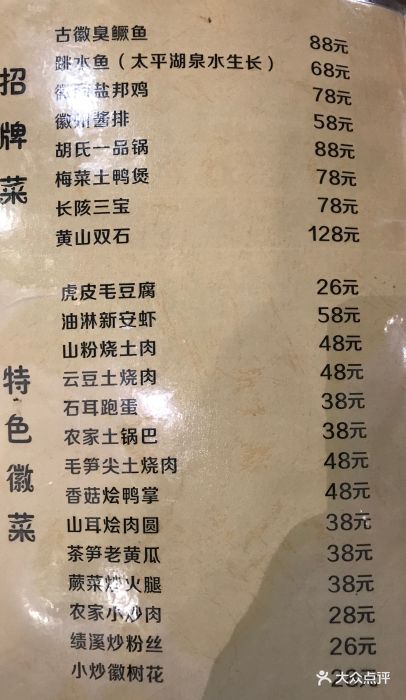 招牌菜
古徽臭鳜鱼 88元
跳水鱼（太平湖泉水生长） 68元
盐邦鸡 78元
徽州酱排 58元
胡氏一品锅 88元
梅菜土鸭煲 78元
长陔三宝 78元
黄山双石 128元
特色徽菜
虎皮毛豆腐 26元
油淋新安虾 58元
山粉烧土肉 48元
云豆土烧肉 48元
石耳跑蛋 38元
农家土锅巴 38元
毛笋尖土烧肉 48元
香菇烩鸭掌 48元
山耳烩肉圆 38元
茶笋老黄瓜 38元
蕨菜炒火腿 38元
农家小炒肉 28元
绩溪炒粉丝 26元
小炒徽树花
大众点评